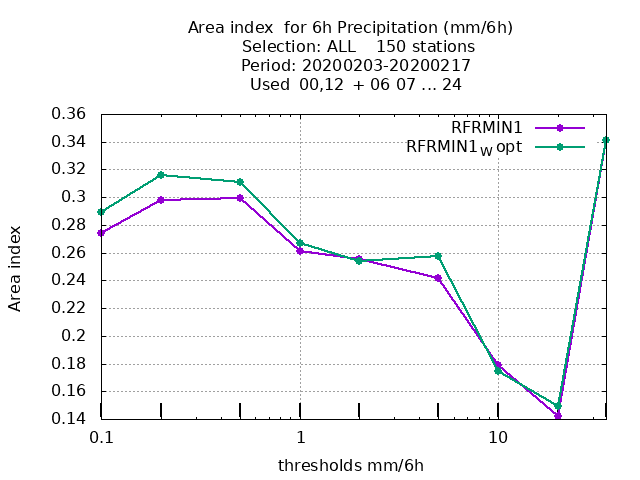 Area index  for 6h Precipitation (mm/6h)
Selection: ALL    150 stations
Period: 20200203-20200217
Used  00,12  + 06 07 ... 24
RFRMIN1
RFRMIN1W opt
0.36
0.34
0.32
0.3
0.28
0.26
0.24
0.22
0.2
0.18
0.16
0.14
Area index
0.1
1
10
thresholds mm/6h